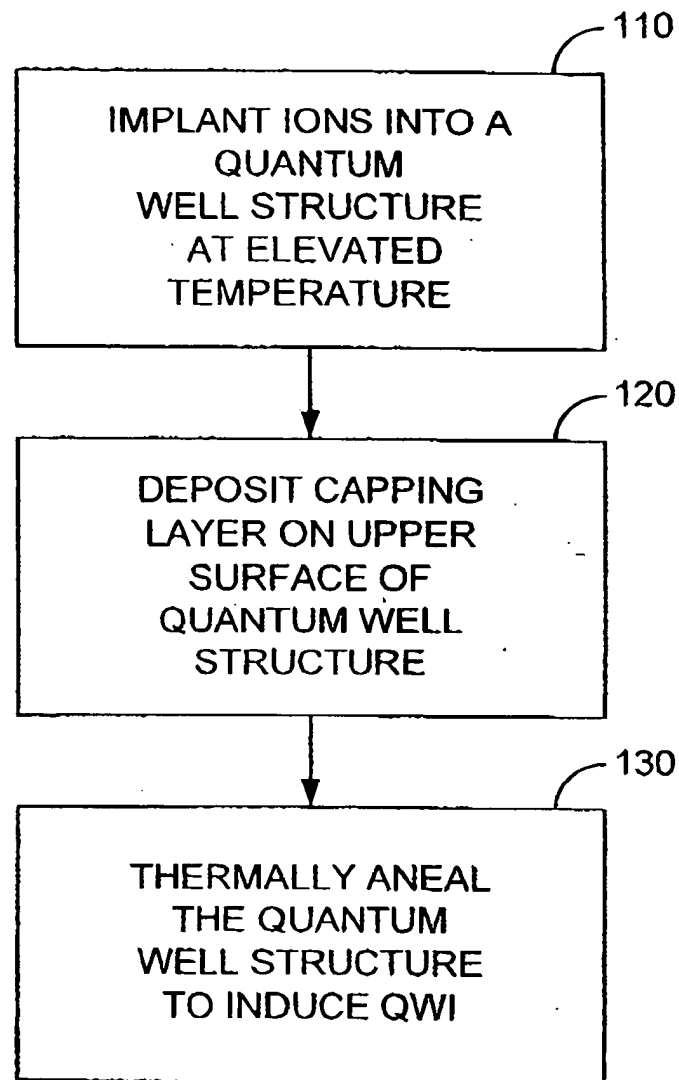 110
IMPLANT IONS INTO A
QUANTUM
WELL STRUCTURE
AT ELEVATED
TEMPERATURE
120
DEPOSIT CAPPING
LAYER ON UPPER
SURFACE OF
QUANTUM WELL
STRUCTURE
130
THERMALLY ANEAL
THE QUANTUM
WELL STRUCTURE
TO INDUCE QWI